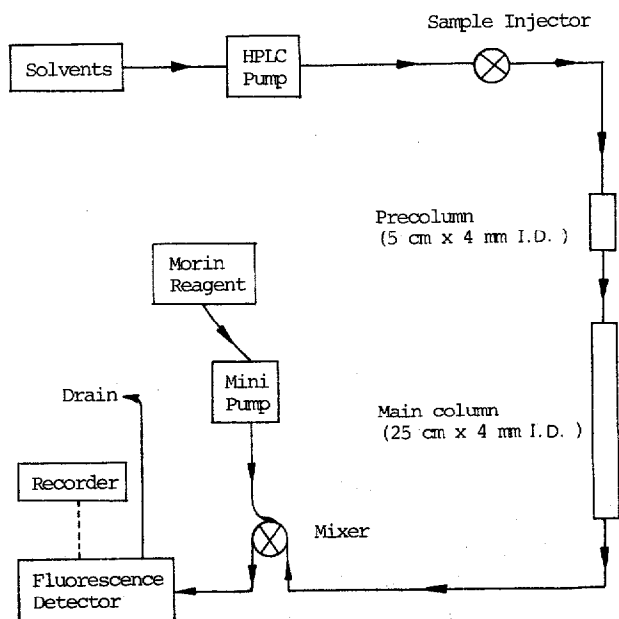 Sample Injector
Solvents
HPLC
Pump
Precolumn
(5 cm x 4 mm I.D. )
Morin
Reagent
Mini
Pump
Drain
Main column
(25 cm x 4 mm I.D. )
Recorder
Mixer
Fluorescence
Detector